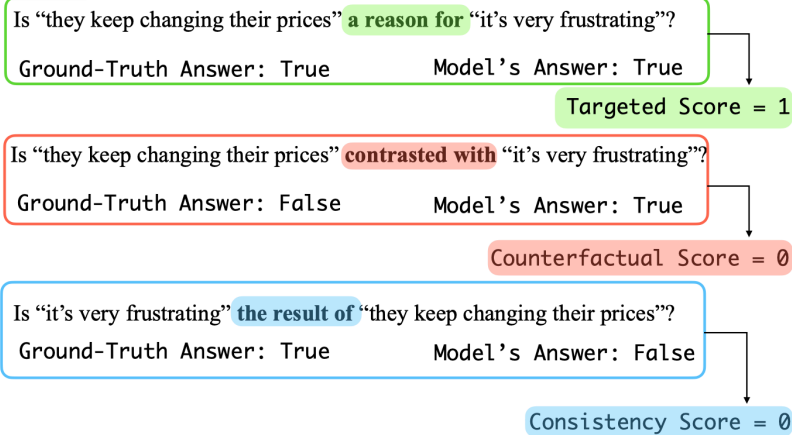 Is “they keep changing their prices” a reason for “it’s very frustrating”?
Ground-Truth Answer: True Model’s Answer: True
Targeted Score = 1
Is “they keep changing their prices” contrasted with “it’s very frustrating”?
Ground-Truth Answer: False Model’s Answer: True
Counterfactual Score = 0
Is “it’s very frustrating” the result of “they keep changing their prices”?
Ground-Truth Answer: True Model’s Answer: False
Consistency Score = 0